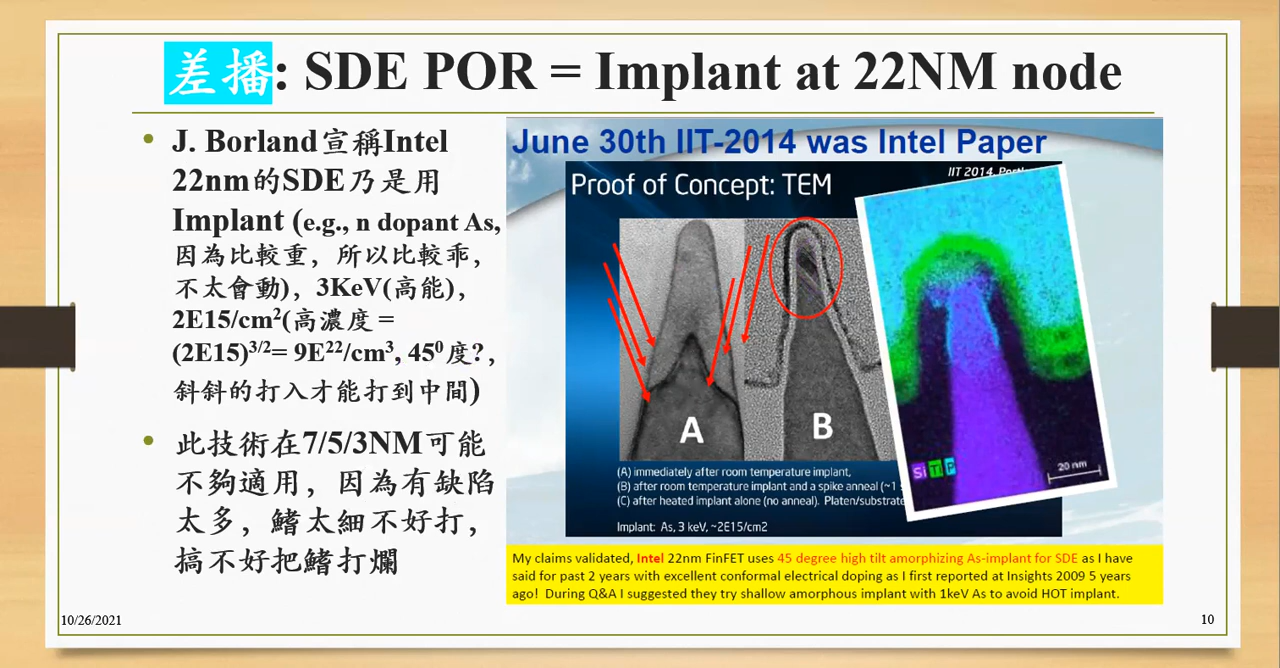 差播: SDE POR = Implant at 22NM node
• J. Borland宣稱Intel
22nm的SDE乃是用
Implant (e.g., n dopant As,
因為比較重，所以比較乖，
不太會動)，3KeV(高能)，
2E15/cm²(高濃度 =
(2E15)³/²= 9E²²/cm³, 45⁰度?，
斜斜的打入才能打到中間)
• 此技術在7/5/3NM可能
不夠適用，因為有缺陷
太多，鰭太細不好打，
搞不好把鰭打爛
June 30th IIT-2014 was Intel Paper
Proof of Concept: TEM
IIT 2014,
A
B
Si Ti P
20 nm
(A) immediately after room temperature implant,
(B) after room temperature implant and a spike anneal (~1
(C) after heated implant alone (no anneal). Platen/substrate
Implant: As, 3 keV, ~2E15/cm2
My claims validated, Intel 22nm FinFET uses 45 degree high tilt amorphizing As-implant for SDE as I have
said for past 2 years with excellent conformal electrical doping as I first reported at Insights 2009 5 years
ago! During Q&A I suggested they try shallow amorphous implant with 1keV As to avoid HOT implant.
10/26/2021
10